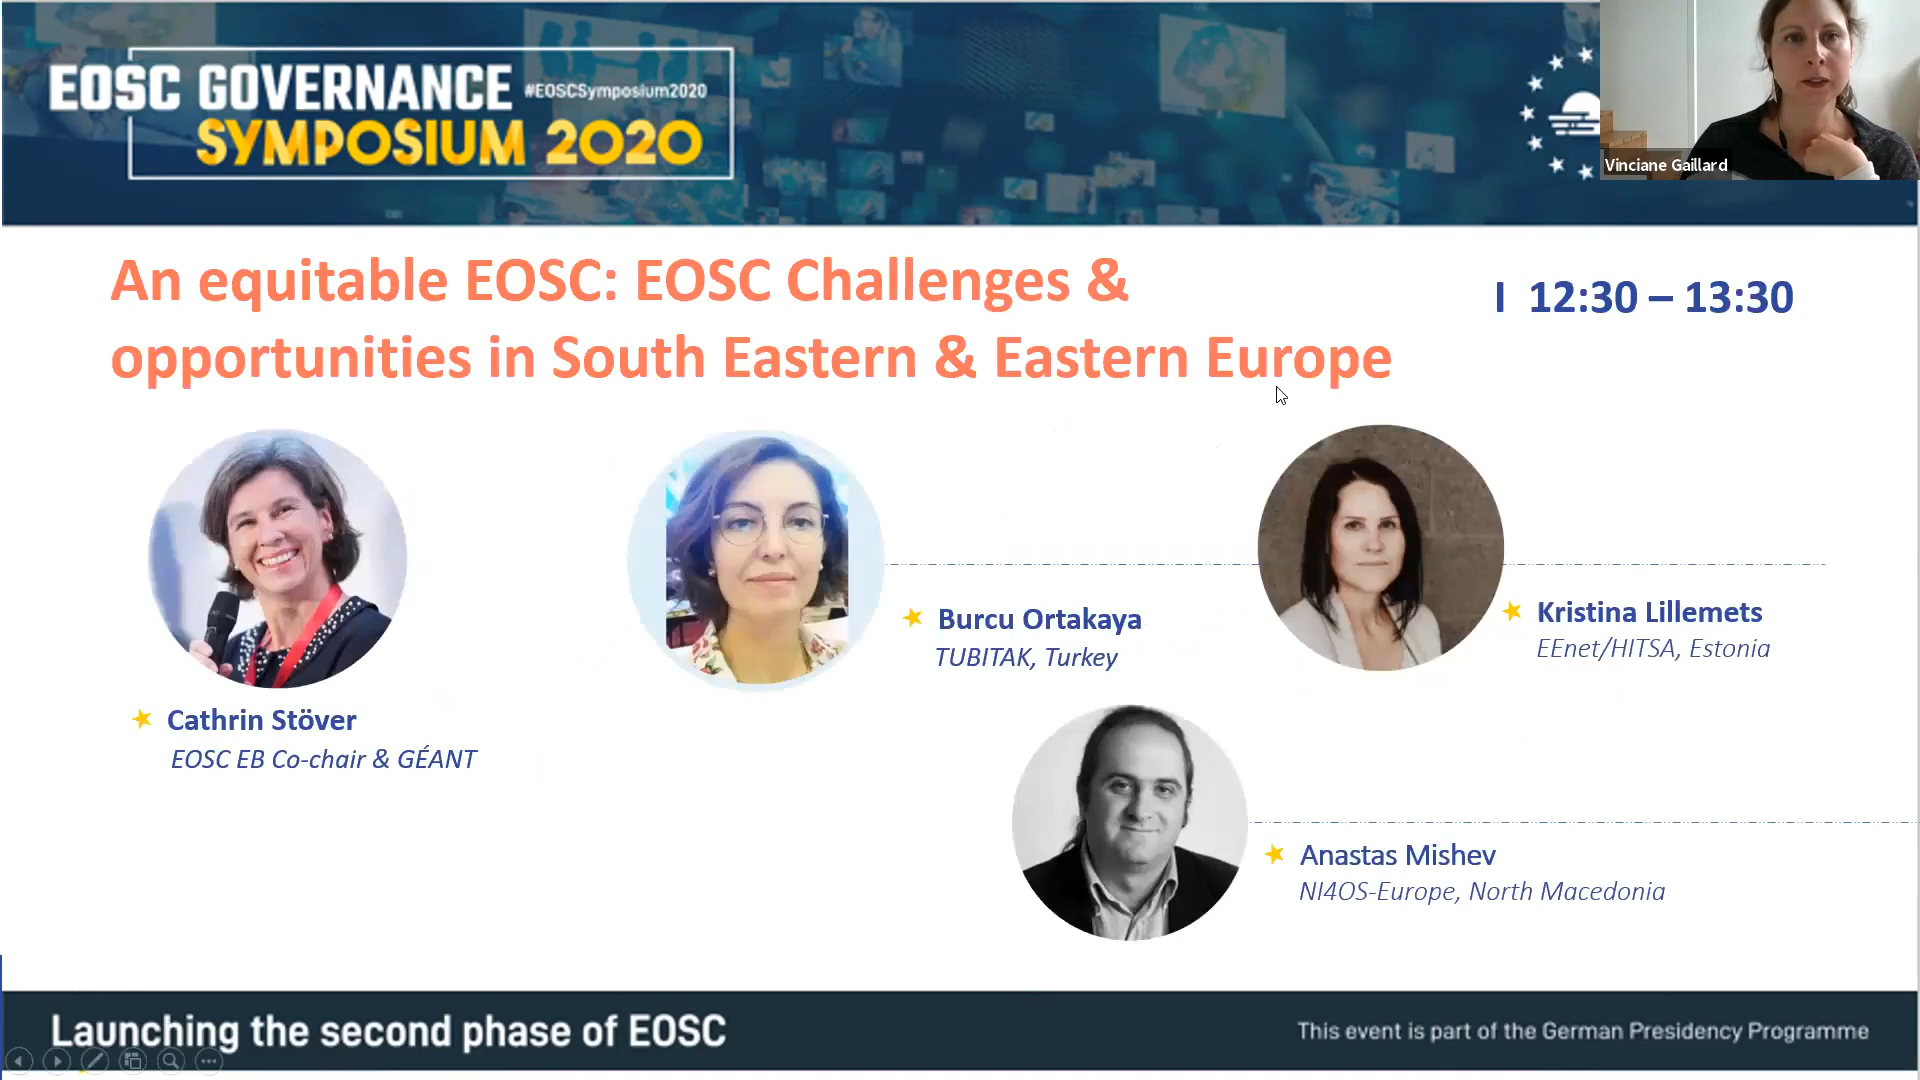 EOSC GOVERNANCE #EOSCSymposium2020
SYMPOSIUM 2020
Vinciane Gaillard
An equitable EOSC: EOSC Challenges &
opportunities in South Eastern & Eastern Europe
I 12:30 – 13:30
Burcu Ortakaya
TUBITAK, Turkey
Kristina Lillemets
EEnet/HITSA, Estonia
Cathrin Stöver
EOSC EB Co-chair & GÉANT
Anastas Mishev
NI4OS-Europe, North Macedonia
Launching the second phase of EOSC
This event is part of the German Presidency Programme